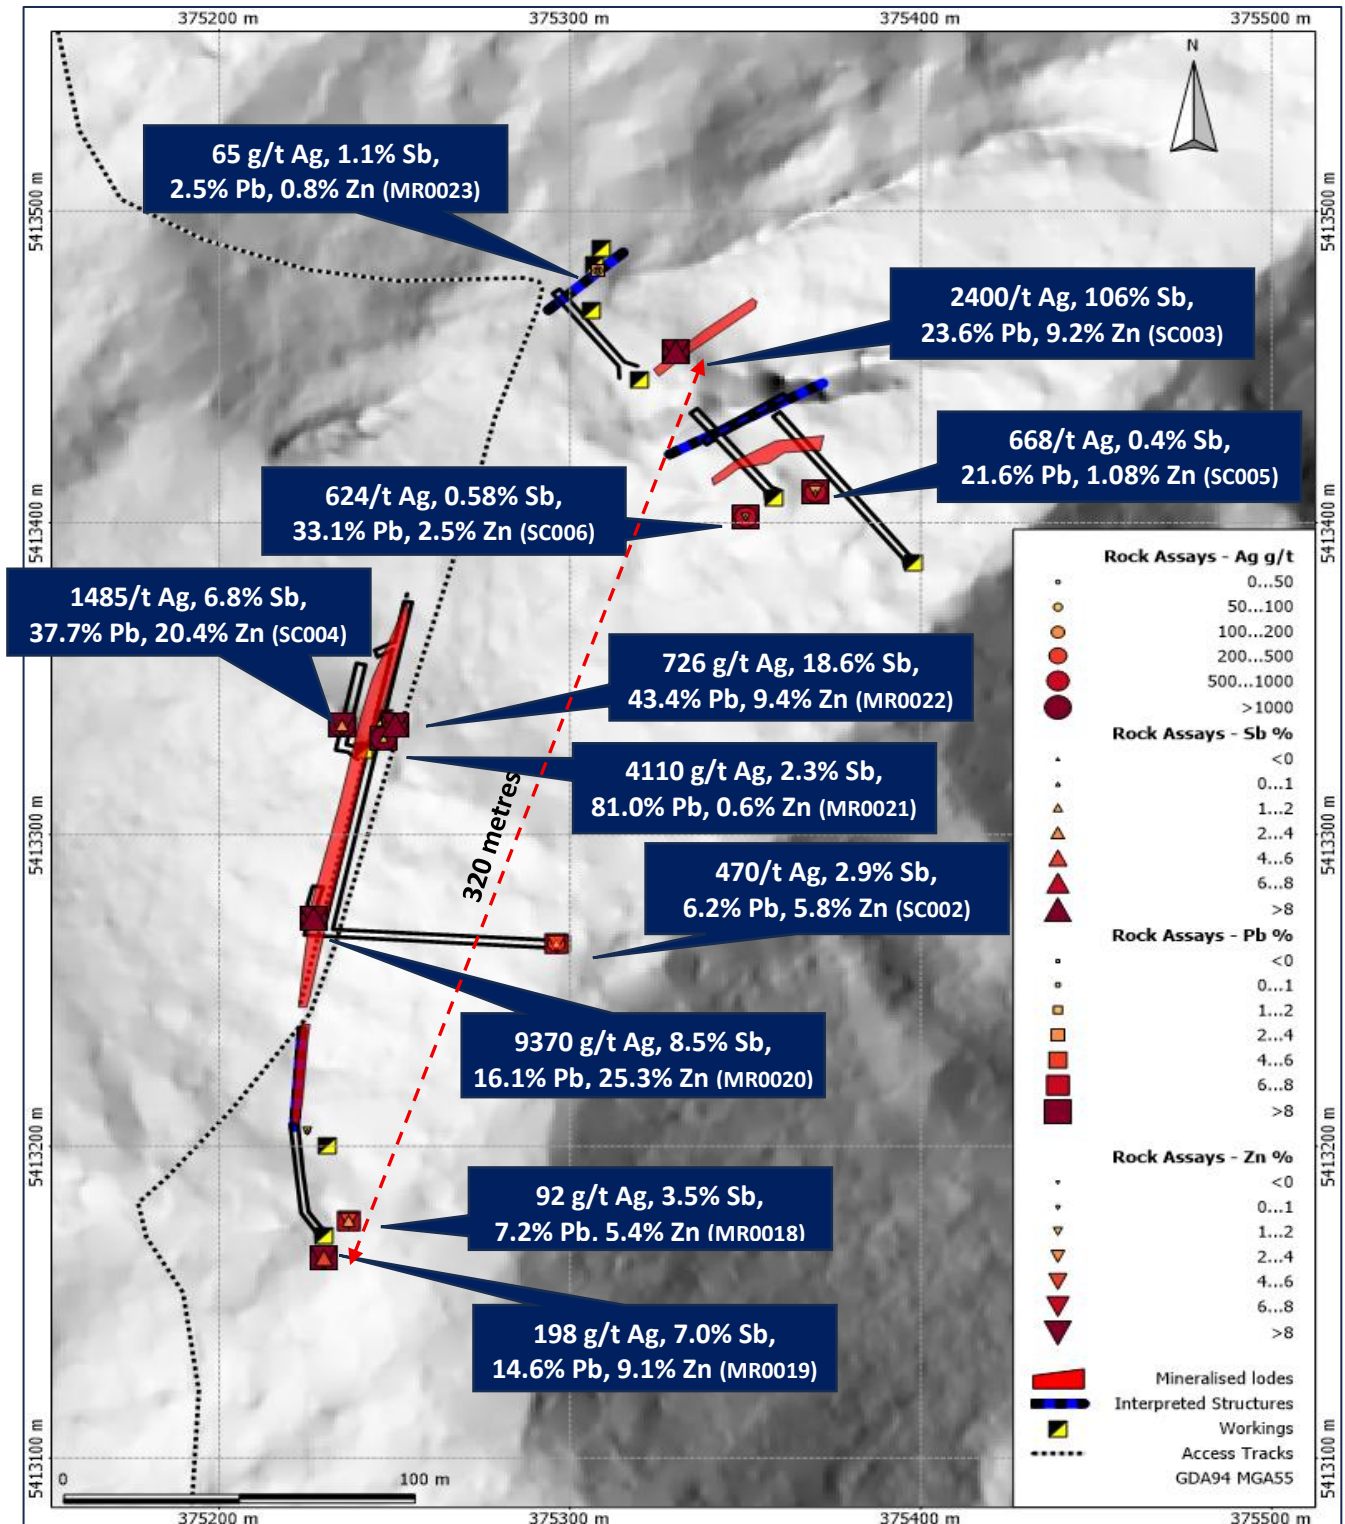 375200 m
375300 m
375400 m
375500 m
N
65 g/t Ag, 1.1% Sb,
2.5% Pb, 0.8% Zn (MR0023)
5413500 m
5413500 m
2400/t Ag, 106% Sb,
23.6% Pb, 9.2% Zn (SC003)
668/t Ag, 0.4% Sb,
21.6% Pb, 1.08% Zn (SC005)
624/t Ag, 0.58% Sb,
33.1% Pb, 2.5% Zn (SC006)
5413400 m
5413400 m
1485/t Ag, 6.8% Sb,
37.7% Pb, 20.4% Zn (SC004)
726 g/t Ag, 18.6% Sb,
43.4% Pb, 9.4% Zn (MR0022)
4110 g/t Ag, 2.3% Sb,
81.0% Pb, 0.6% Zn (MR0021)
320 metres
5413300 m
5413300 m
470/t Ag, 2.9% Sb,
6.2% Pb, 5.8% Zn (SC002)
9370 g/t Ag, 8.5% Sb,
16.1% Pb, 25.3% Zn (MR0020)
5413200 m
5413200 m
92 g/t Ag, 3.5% Sb,
7.2% Pb. 5.4% Zn (MR0018)
198 g/t Ag, 7.0% Sb,
14.6% Pb, 9.1% Zn (MR0019)
5413100 m
5413100 m
Rock Assays - Ag g/t
0...50
50...100
100...200
200...500
500...1000
>1000
Rock Assays - Sb %
<0
0...1
1...2
2...4
4...6
6...8
>8
Rock Assays - Pb %
<0
0...1
1...2
2...4
4...6
6...8
>8
Rock Assays - Zn %
<0
0...1
1...2
2...4
4...6
6...8
>8
Mineralised lodes
Interpreted Structures
Workings
Access Tracks
GDA94 MGA55
0
100 m
375200 m
375300 m
375400 m
375500 m